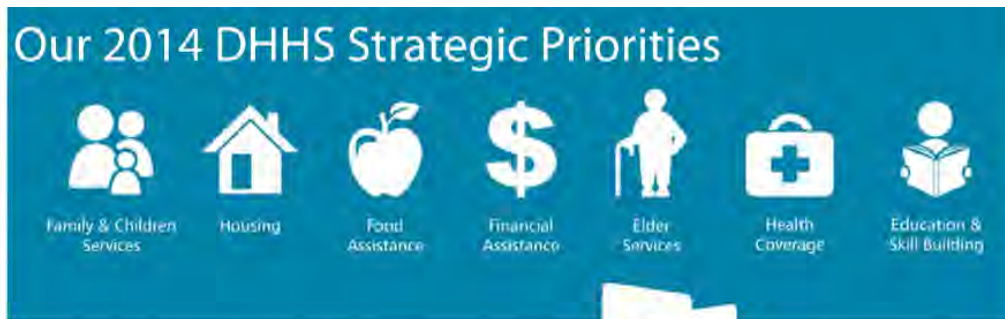 Our 2014 DHHS Strategic Priorities
Family & Children
Services
Housing
Food
Assistance
Financial
Assistance
Elder
Services
Health
Coverage
Education &
Skill Building